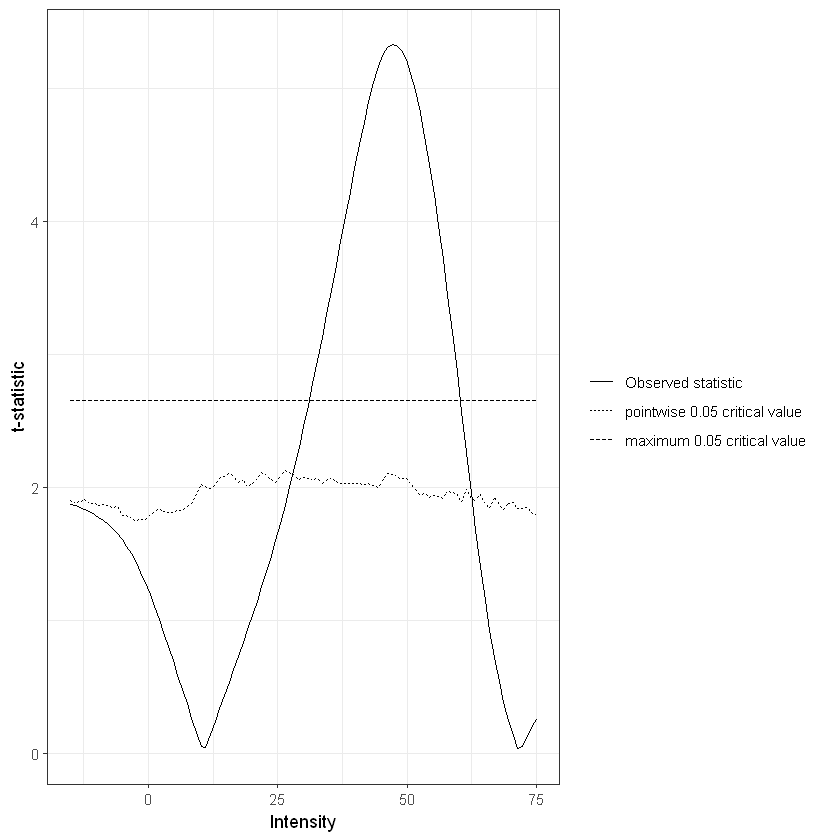 t-statistic
4
2
0
0
25
50
75
Intensity
Observed statistic
pointwise 0.05 critical value
maximum 0.05 critical value